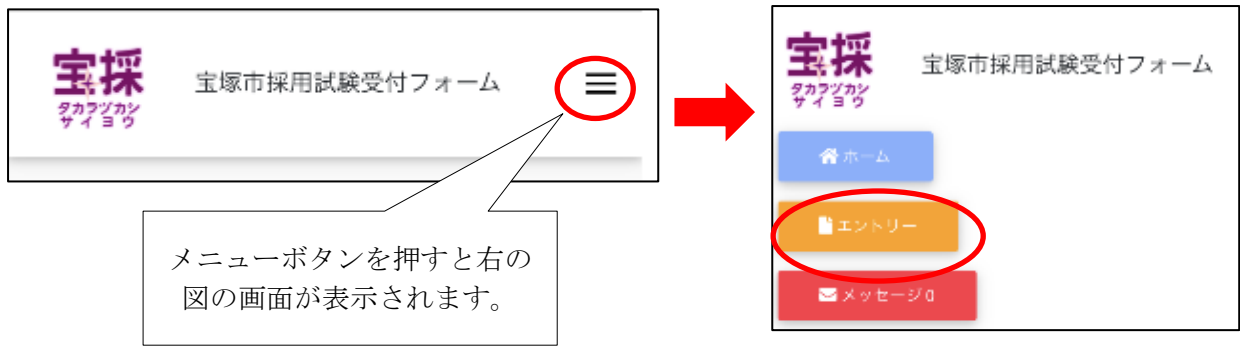 宝採
タカラヅカシ
サイヨウ
宝塚市採用試験受付フォーム
メニューボタンを押すと右の
図の画面が表示されます。
宝採
タカラヅカシ
サイヨウ
宝塚市採用試験受付フォーム
ホーム
エントリー
メッセージ0